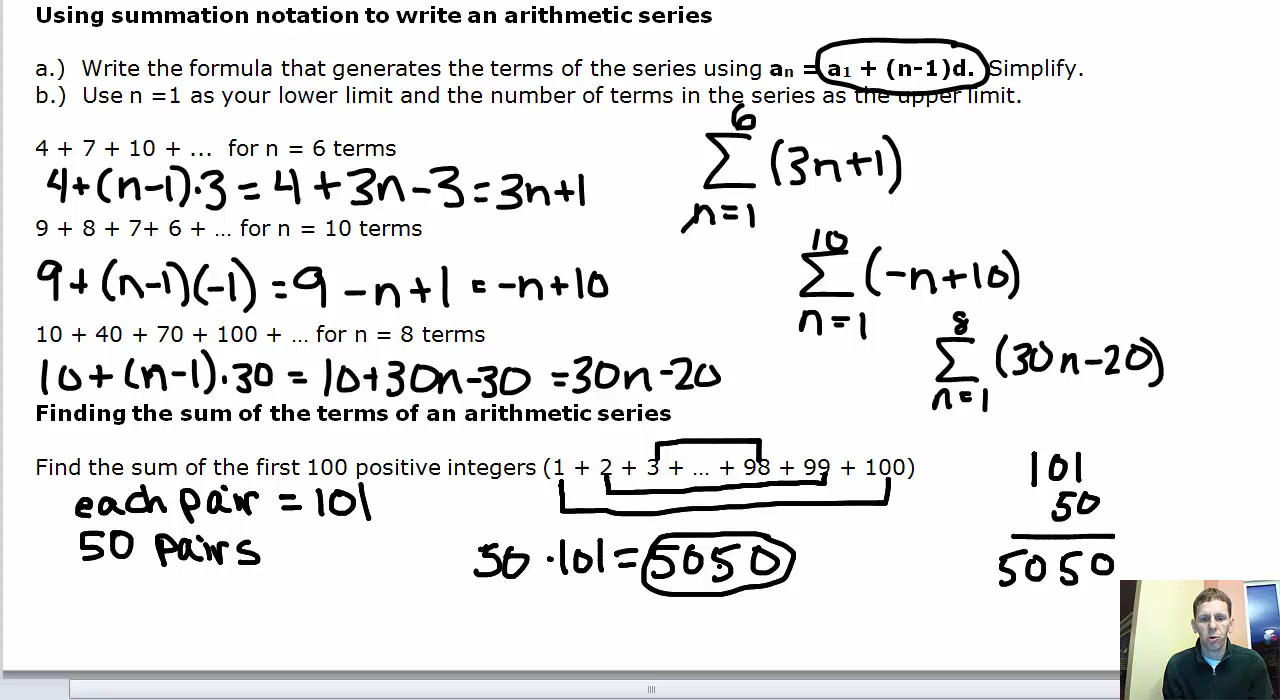 Using summation notation to write an arithmetic series
a.) Write the formula that generates the terms of the series using aₙ = a₁ + (n-1)d. Simplify.
b.) Use n =1 as your lower limit and the number of terms in the series as the upper limit.
4 + 7 + 10 + ... for n = 6 terms
4+(n-1)·3 = 4+3n-3=3n+1
6
Σ (3n+1)
n=1
9 + 8 + 7+ 6 + ... for n = 10 terms
9+(n-1)(-1) = 9 -n+1 = -n+10
10
Σ (-n+10)
n=1
10 + 40 + 70 + 100 + ... for n = 8 terms
10+(n-1)·30 = 10+30n-30 =30n-20
8
Σ (30n-20)
n=1
Finding the sum of the terms of an arithmetic series
Find the sum of the first 100 positive integers (1 + 2 + 3 + ... + 98 + 99 + 100)
each pair = 101
50 pairs
50 ·101=5050
101
50
5050